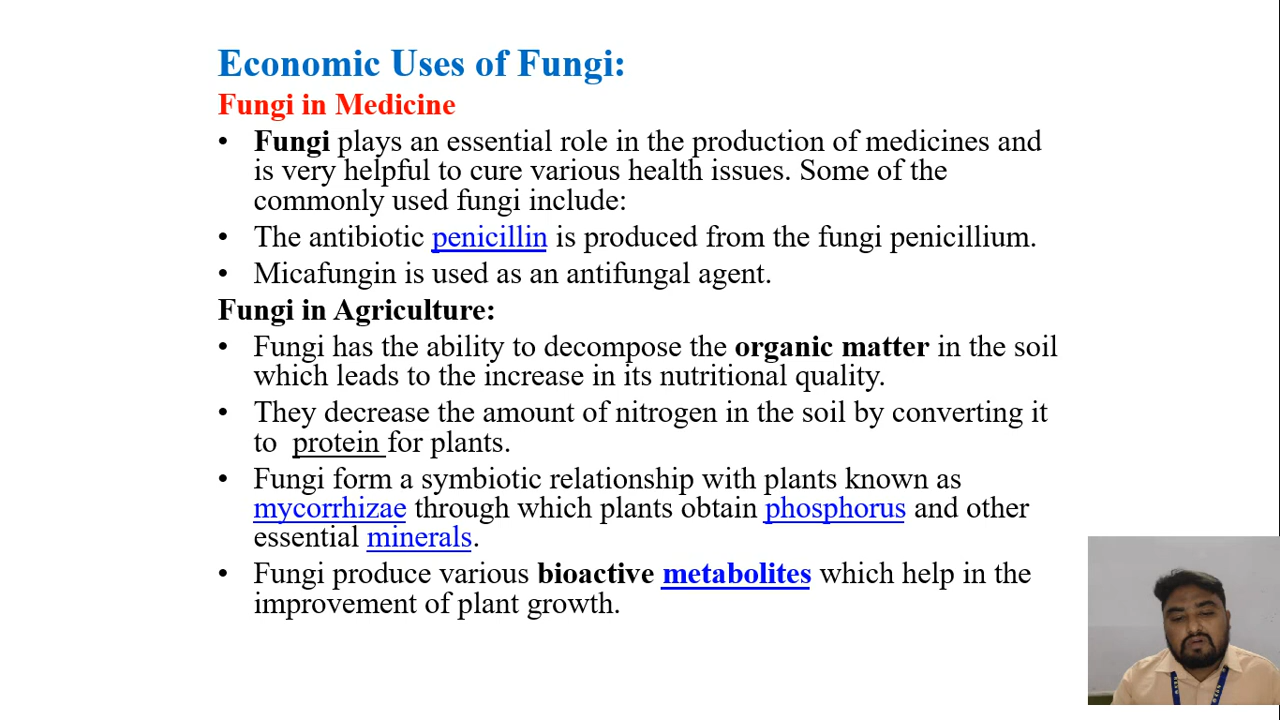 Economic Uses of Fungi:
Fungi in Medicine
• Fungi plays an essential role in the production of medicines and
is very helpful to cure various health issues. Some of the
commonly used fungi include:
• The antibiotic penicillin is produced from the fungi penicillium.
• Micafungin is used as an antifungal agent.
Fungi in Agriculture:
• Fungi has the ability to decompose the organic matter in the soil
which leads to the increase in its nutritional quality.
• They decrease the amount of nitrogen in the soil by converting it
to protein for plants.
• Fungi form a symbiotic relationship with plants known as
mycorrhizae through which plants obtain phosphorus and other
essential minerals.
• Fungi produce various bioactive metabolites which help in the
improvement of plant growth.